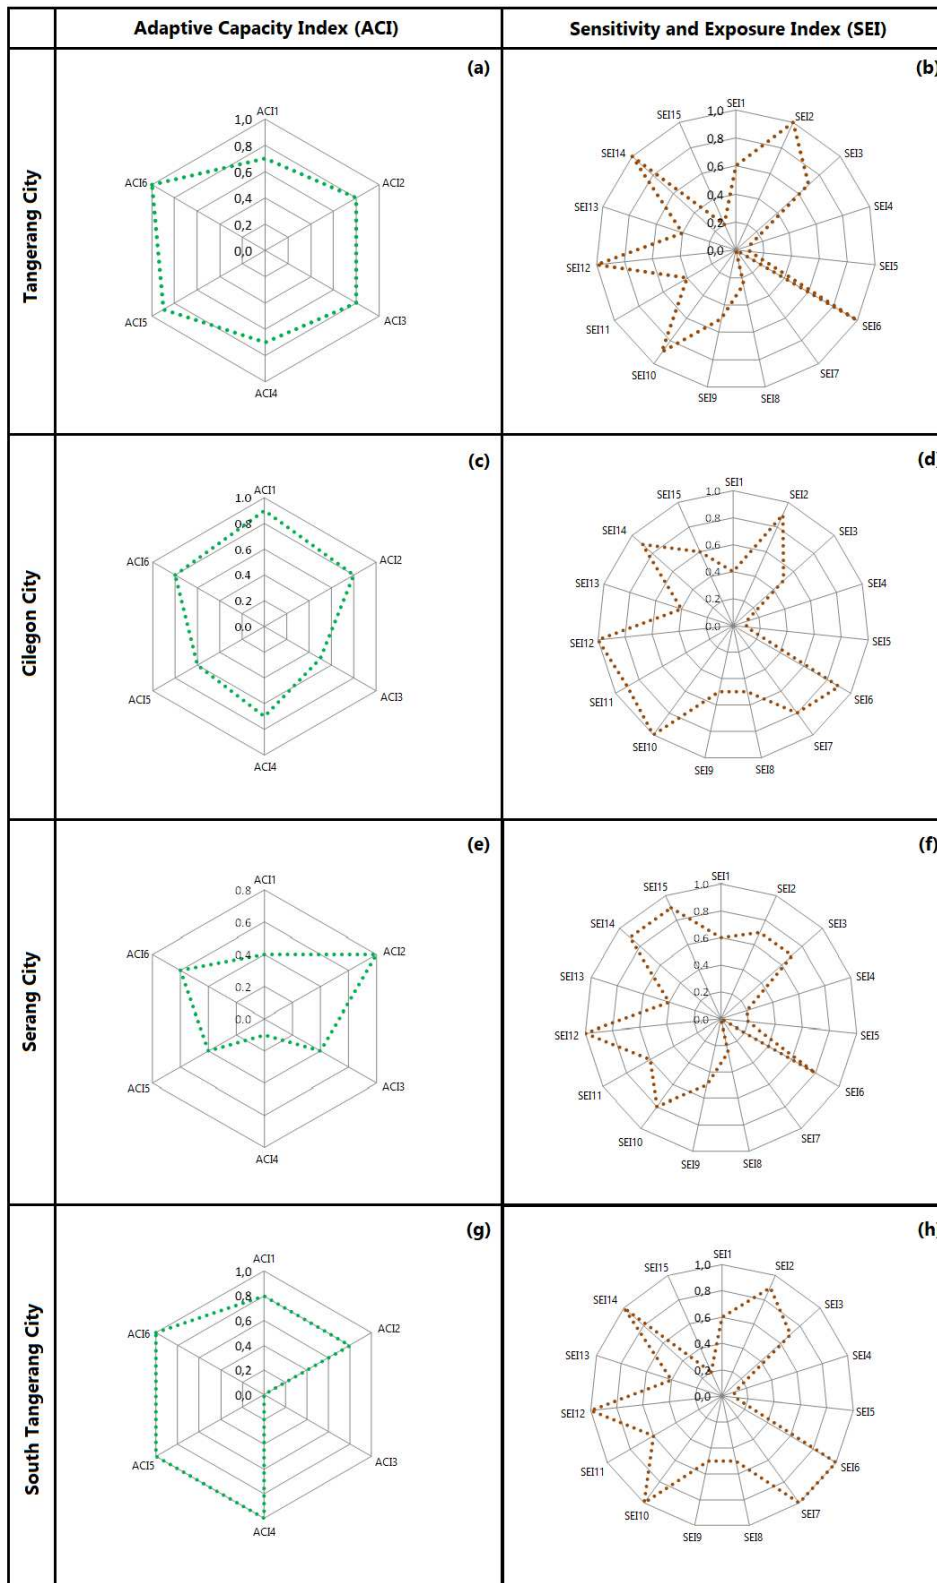 Adaptive Capacity Index (ACI)
Sensitivity and Exposure Index (SEI)
Tangerang City
(a)
ACI1
1,0
0,8
0,6
0,4
0,2
0,0
ACI2
ACI3
ACI4
ACI5
ACI6
(b)
SEI1
1,0
0,8
0,6
0,4
0,2
0,0
SEI2
SEI3
SEI4
SEI5
SEI6
SEI7
SEI8
SEI9
SEI10
SEI11
SEI12
SEI13
SEI14
SEI15
Cilegon City
(c)
ACI1
1.0
0.8
0.6
0.4
0.2
0.0
ACI2
ACI3
ACI4
ACI5
ACI6
(d)
SEI1
1.0
0.8
0.6
0.4
0.2
0.0
SEI2
SEI3
SEI4
SEI5
SEI6
SEI7
SEI8
SEI9
SEI10
SEI11
SEI12
SEI13
SEI14
SEI15
Serang City
(e)
ACI1
0.8
0.6
0.4
0.2
0.0
ACI2
ACI3
ACI4
ACI5
ACI6
(f)
SEI1
1.0
0.8
0.6
0.4
0.2
0.0
SEI2
SEI3
SEI4
SEI5
SEI6
SEI7
SEI8
SEI9
SEI10
SEI11
SEI12
SEI13
SEI14
SEI15
South Tangerang City
(g)
ACI1
1,0
0,8
0,6
0,4
0,2
0,0
ACI2
ACI3
ACI4
ACI5
ACI6
(h)
SEI1
1,0
0,8
0,6
0,4
0,2
0,0
SEI2
SEI3
SEI4
SEI5
SEI6
SEI7
SEI8
SEI9
SEI10
SEI11
SEI12
SEI13
SEI14
SEI15